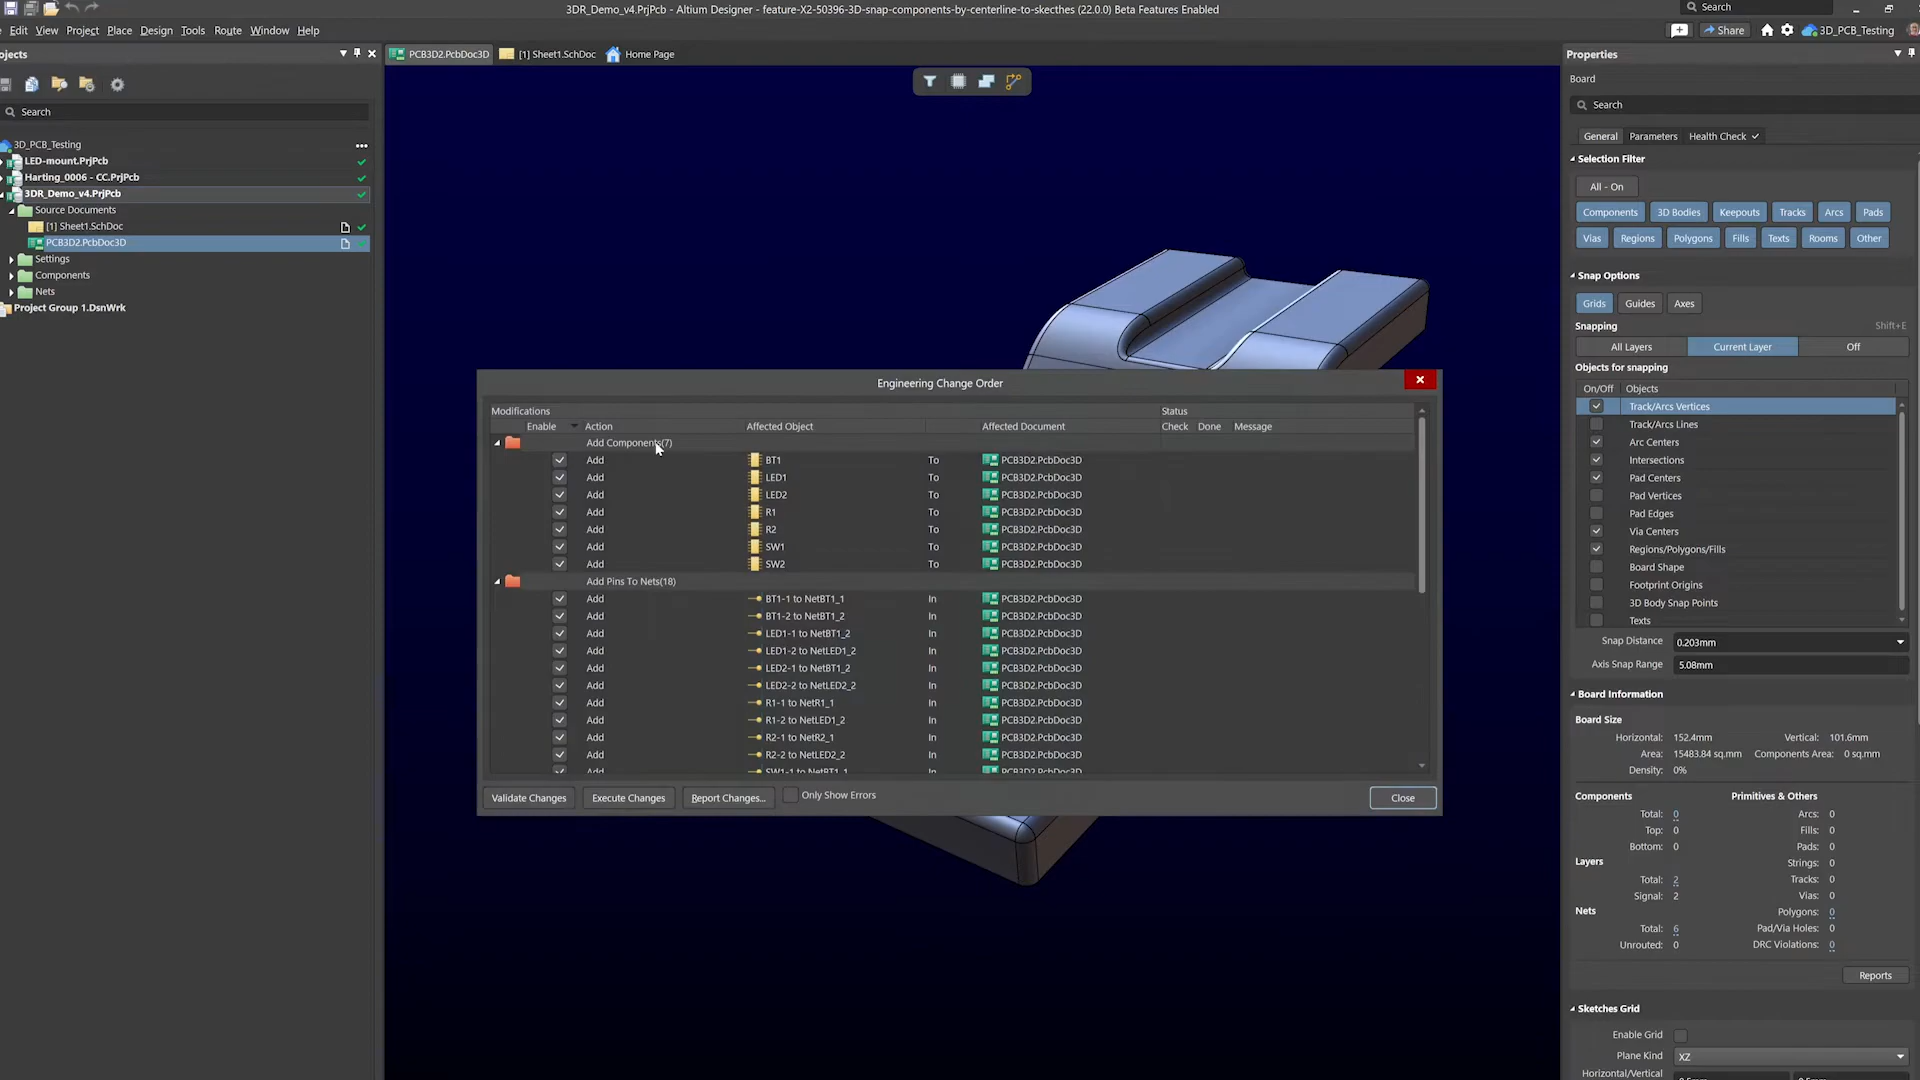 3DR_Demo_v4.PrjPcb - Altium Designer - feature-X2-50396-3D-snap-components-by-centerline-to-skecthes (22.0.0) Beta Features Enabled
Search
Edit View Project Place Design Tools Route Window Help
Share
3D_PCB_Testing
ojects
PCB3D2.PcbDoc3D
[1] Sheet1.SchDoc
Home Page
Search
3D_PCB_Testing
LED-mount.PrjPcb
Harting_0006 - CC.PrjPcb
3DR_Demo_v4.PrjPcb
Source Documents
[1] Sheet1.SchDoc
PCB3D2.PcbDoc3D
Settings
Components
Nets
Project Group 1.DsnWrk
Engineering Change Order
Modifications Status
Enable Action Affected Object Affected Document Check Done Message
Add Components(7)
Add BT1 To PCB3D2.PcbDoc3D
Add LED1 To PCB3D2.PcbDoc3D
Add LED2 To PCB3D2.PcbDoc3D
Add R1 To PCB3D2.PcbDoc3D
Add R2 To PCB3D2.PcbDoc3D
Add SW1 To PCB3D2.PcbDoc3D
Add SW2 To PCB3D2.PcbDoc3D
Add Pins To Nets(18)
Add BT1-1 to NetBT1_1 In PCB3D2.PcbDoc3D
Add BT1-2 to NetBT1_2 In PCB3D2.PcbDoc3D
Add LED1-1 to NetBT1_2 In PCB3D2.PcbDoc3D
Add LED1-2 to NetLED1_2 In PCB3D2.PcbDoc3D
Add LED2-1 to NetBT1_2 In PCB3D2.PcbDoc3D
Add LED2-2 to NetLED2_2 In PCB3D2.PcbDoc3D
Add R1-1 to NetR1_1 In PCB3D2.PcbDoc3D
Add R1-2 to NetLED1_2 In PCB3D2.PcbDoc3D
Add R2-1 to NetR2_1 In PCB3D2.PcbDoc3D
Add R2-2 to NetLED2_2 In PCB3D2.PcbDoc3D
Add SW1-1 to NetBT1_1 In PCB3D2.PcbDoc3D
Validate Changes
Execute Changes
Report Changes...
Only Show Errors
Close
Properties
Board
Search
General Parameters Health Check
Selection Filter
All - On
Components 3D Bodies Keepouts Tracks Arcs Pads
Vias Regions Polygons Fills Texts Rooms Other
Snap Options
Grids Guides Axes
Snapping Shift+E
All Layers Current Layer Off
Objects for snapping
On/Off Objects
Track/Arcs Vertices
Track/Arcs Lines
Arc Centers
Intersections
Pad Centers
Pad Vertices
Pad Edges
Via Centers
Regions/Polygons/Fills
Board Shape
Footprint Origins
3D Body Snap Points
Texts
Snap Distance 0.203mm
Axis Snap Range 5.08mm
Board Information
Board Size
Horizontal: 152.4mm Vertical: 101.6mm
Area: 15483.84 sq.mm Components Area: 0 sq.mm
Density: 0%
Components Primitives & Others
Total: 0 Arcs: 0
Top: 0 Fills: 0
Bottom: 0 Pads: 0
Layers Strings: 0
Total: 2 Tracks: 0
Signal: 2 Vias: 0
Nets Polygons: 0
Total: 6 Pad/Via Holes: 0
Unrouted: 0 DRC Violations: 0
Reports
Sketches Grid
Enable Grid
Plane Kind XZ
Horizontal/Vertical